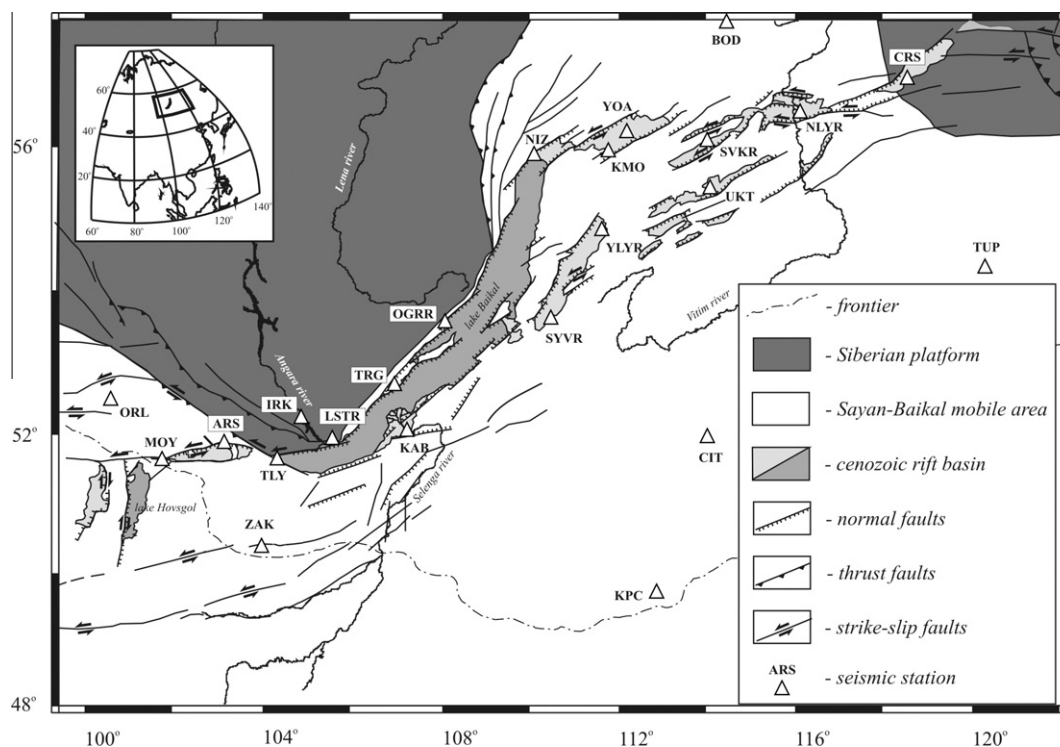 BOD
CRS
60
YOA
40
56°
NIZ
NLYR
SVKR
KMO
Lena river
20
UKT
60
80
100
120
140
YLYR
TUP
lake Baikal
Vitim river
OGRR
SYVR
- frontier
Angara river
TRG
- Siberian platform
ORL
IRK
LSTR
ARS
- Sayan-Baikal mobile area
52°
MOY
KAB
TLY
CIT
- cenozoic rift basin
Selenga river
lake Hovsgol
- normal faults
ZAK
- thrust faults
KPC
- strike-slip faults
ARS
- seismic station
48°
100°
104°
108°
112°
116°
120°